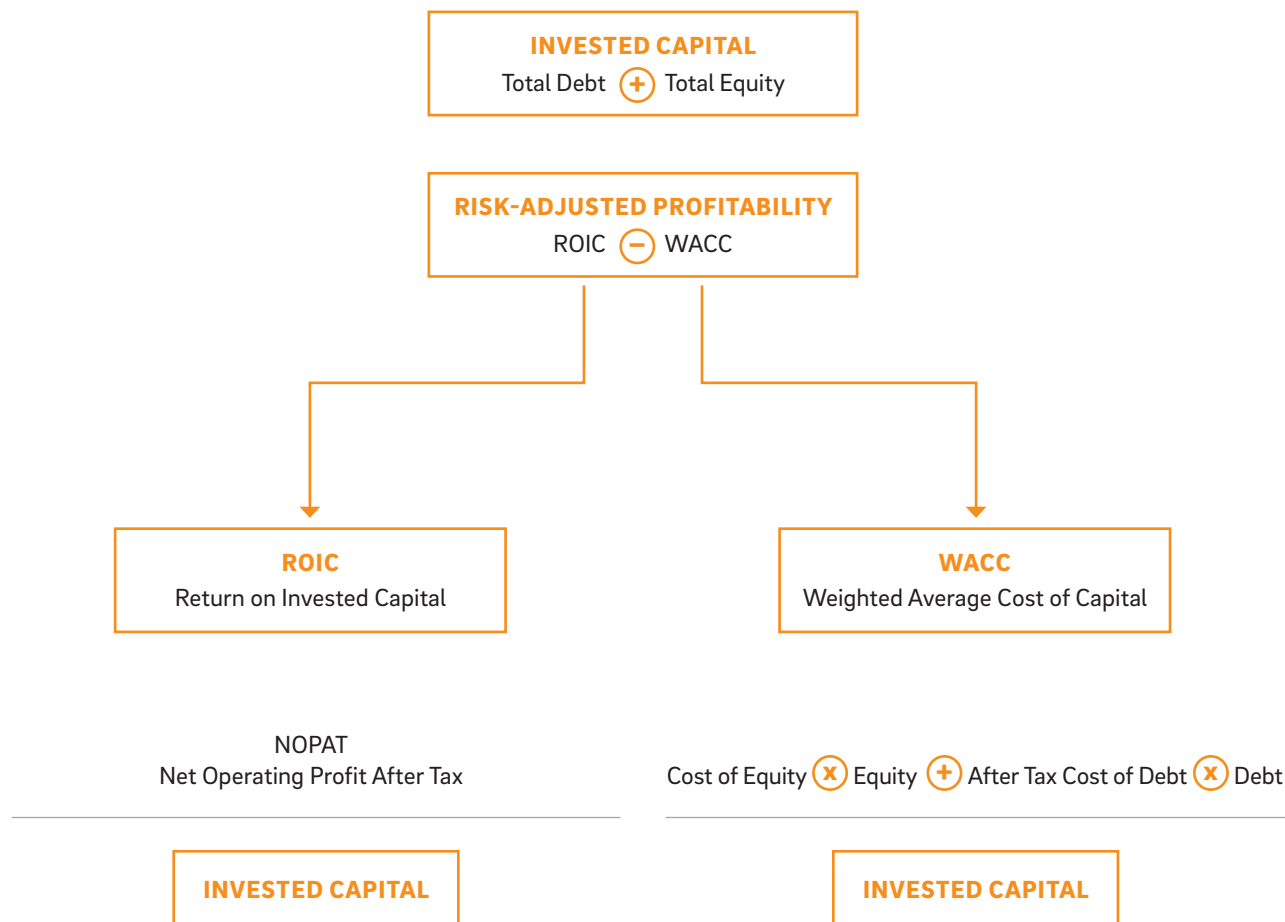 INVESTED CAPITAL
Total Debt + Total Equity
RISK-ADJUSTED PROFITABILITY
ROIC − WACC
ROIC
Return on Invested Capital
WACC
Weighted Average Cost of Capital
NOPAT
Net Operating Profit After Tax
Cost of Equity x Equity + After Tax Cost of Debt x Debt
INVESTED CAPITAL
INVESTED CAPITAL